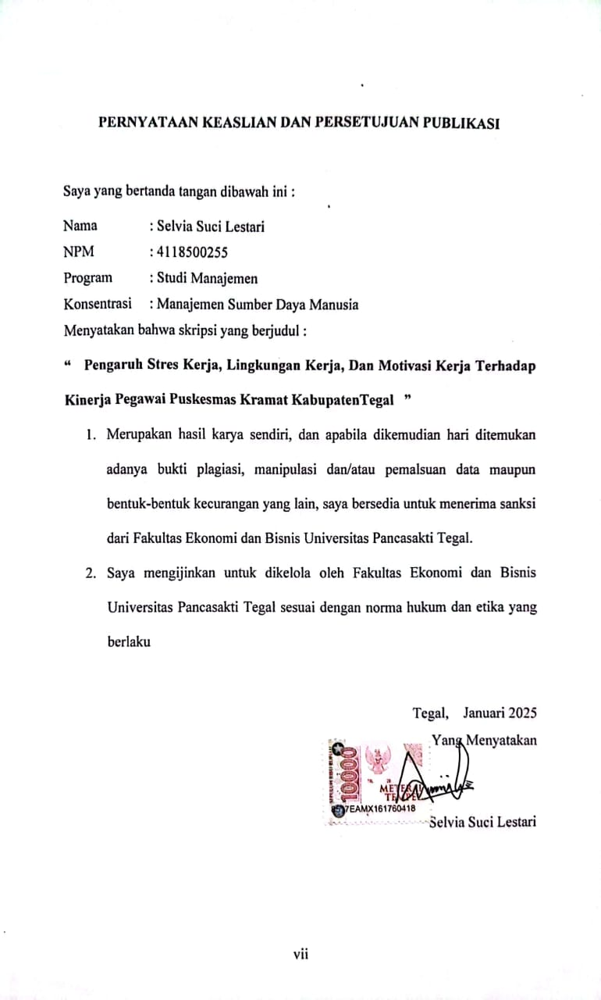 PERNYATAAN KEASLIAN DAN PERSETUJUAN PUBLIKASI
Saya yang bertanda tangan dibawah ini :
Nama : Selvia Suci Lestari
NPM : 4118500255
Program : Studi Manajemen
Konsentrasi : Manajemen Sumber Daya Manusia
Menyatakan bahwa skripsi yang berjudul :
“ Pengaruh Stres Kerja, Lingkungan Kerja, Dan Motivasi Kerja Terhadap
Kinerja Pegawai Puskesmas Kramat KabupatenTegal ”
1. Merupakan hasil karya sendiri, dan apabila dikemudian hari ditemukan
adanya bukti plagiasi, manipulasi dan/atau pemalsuan data maupun
bentuk-bentuk kecurangan yang lain, saya bersedia untuk menerima sanksi
dari Fakultas Ekonomi dan Bisnis Universitas Pancasakti Tegal.
2. Saya mengijinkan untuk dikelola oleh Fakultas Ekonomi dan Bisnis
Universitas Pancasakti Tegal sesuai dengan norma hukum dan etika yang
berlaku
Tegal, Januari 2025
Yang Menyatakan
10000
7EAMX161760418
Selvia Suci Lestari
vii